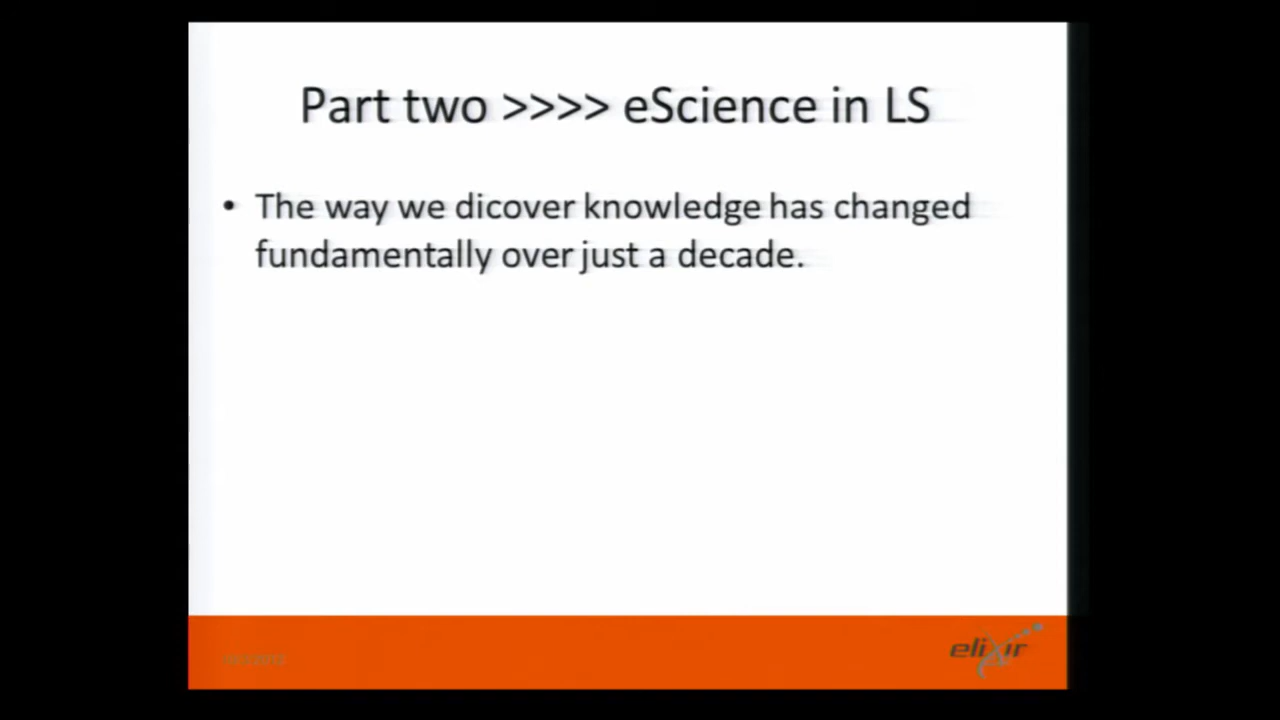 Part two >>>> eScience in LS
• The way we dicover knowledge has changed
fundamentally over just a decade.
elixir